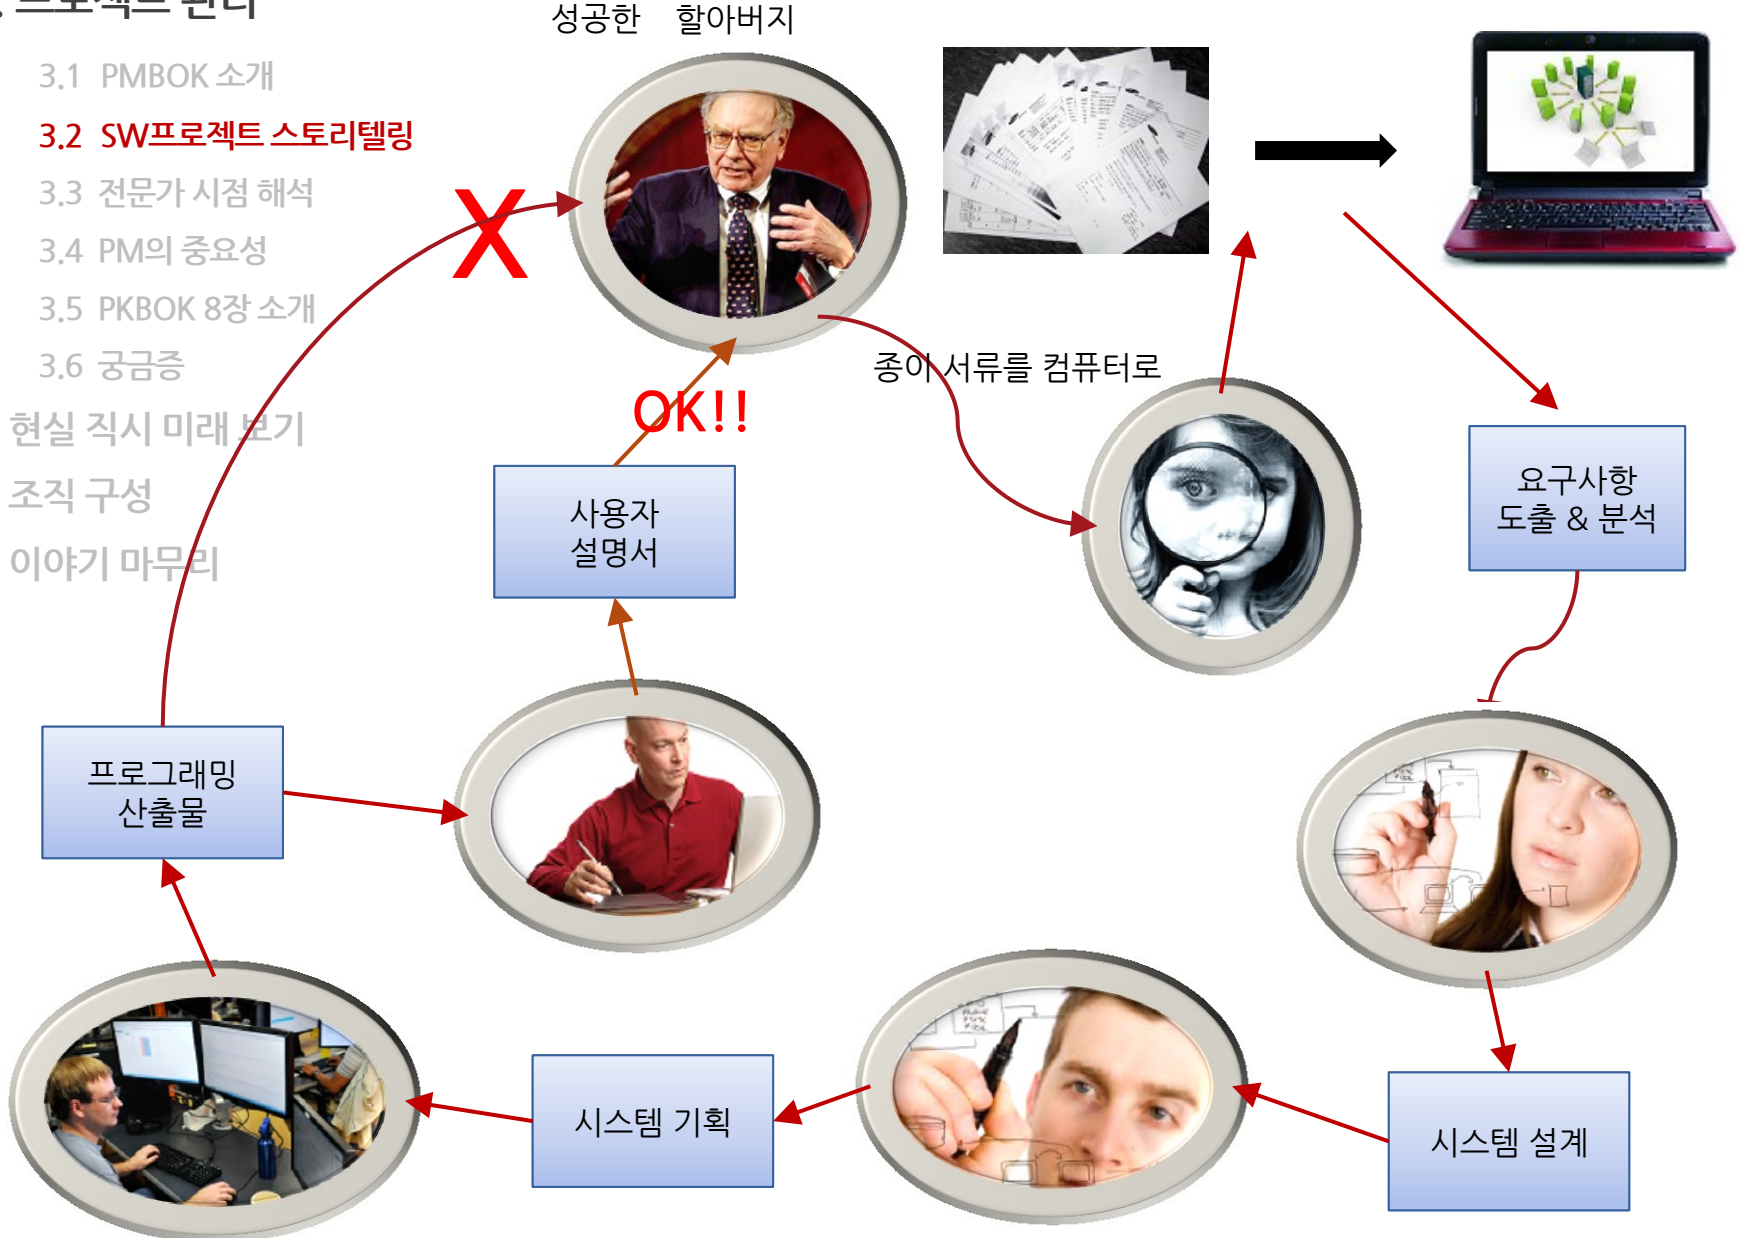 프로젝트 관리
3.1 PMBOK 소개
3.2 SW프로젝트 스토리텔링
3.3 전문가 시점 해석
3.4 PM의 중요성
3.5 PKBOK 8장 소개
3.6 궁금증
현실 직시 미래 보기
조직 구성
이야기 마무리
성공한 할아버지
X
OK!!
종이 서류를 컴퓨터로
요구사항
도출 & 분석
사용자
설명서
프로그래밍
산출물
시스템 기획
시스템 설계